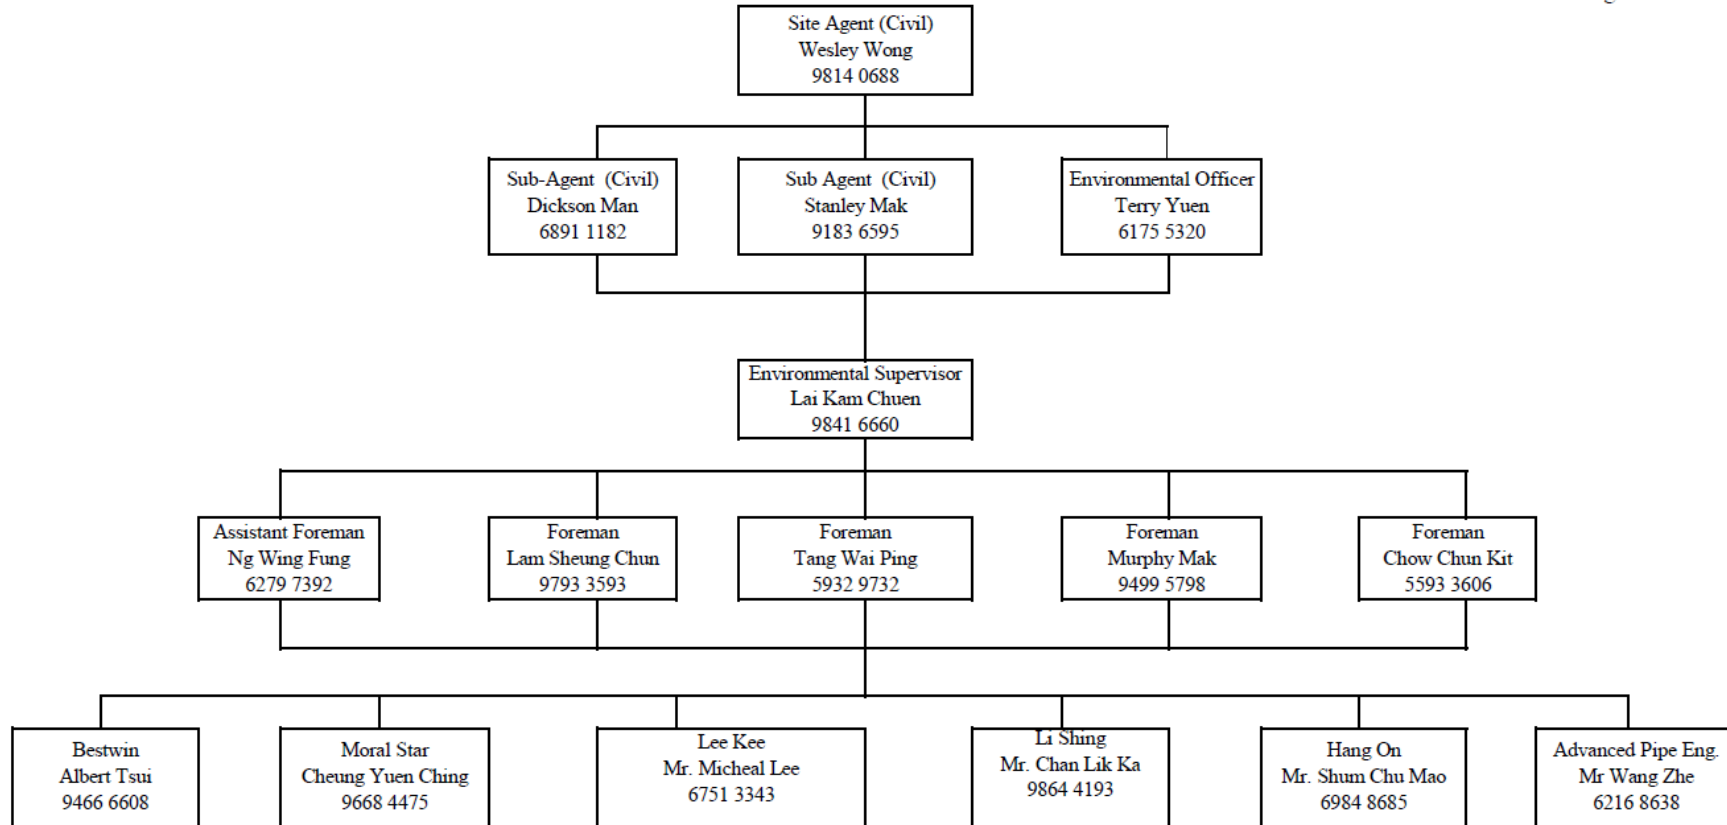 Site Agent (Civil)
Wesley Wong
9814 0688
Sub-Agent (Civil)
Dickson Man
6891 1182
Sub Agent (Civil)
Stanley Mak
9183 6595
Environmental Officer
Terry Yuen
6175 5320
Environmental Supervisor
Lai Kam Chuen
9841 6660
Assistant Foreman
Ng Wing Fung
6279 7392
Foreman
Lam Sheung Chun
9793 3593
Foreman
Tang Wai Ping
5932 9732
Foreman
Murphy Mak
9499 5798
Foreman
Chow Chun Kit
5593 3606
Bestwin
Albert Tsui
9466 6608
Moral Star
Cheung Yuen Ching
9668 4475
Lee Kee
Mr. Micheal Lee
6751 3343
Li Shing
Mr. Chan Lik Ka
9864 4193
Hang On
Mr. Shum Chu Mao
6984 8685
Advanced Pipe Eng.
Mr Wang Zhe
6216 8638